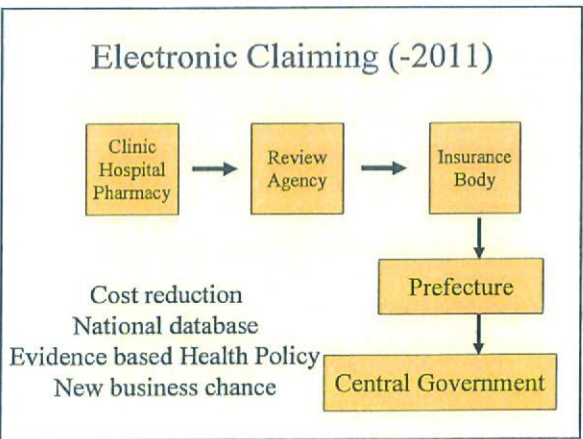 Electronic Claiming (-2011)
Clinic
Hospital
Pharmacy
Review
Agency
Insurance
Body
Prefecture
Central Government
Cost reduction
National database
Evidence based Health Policy
New business chance